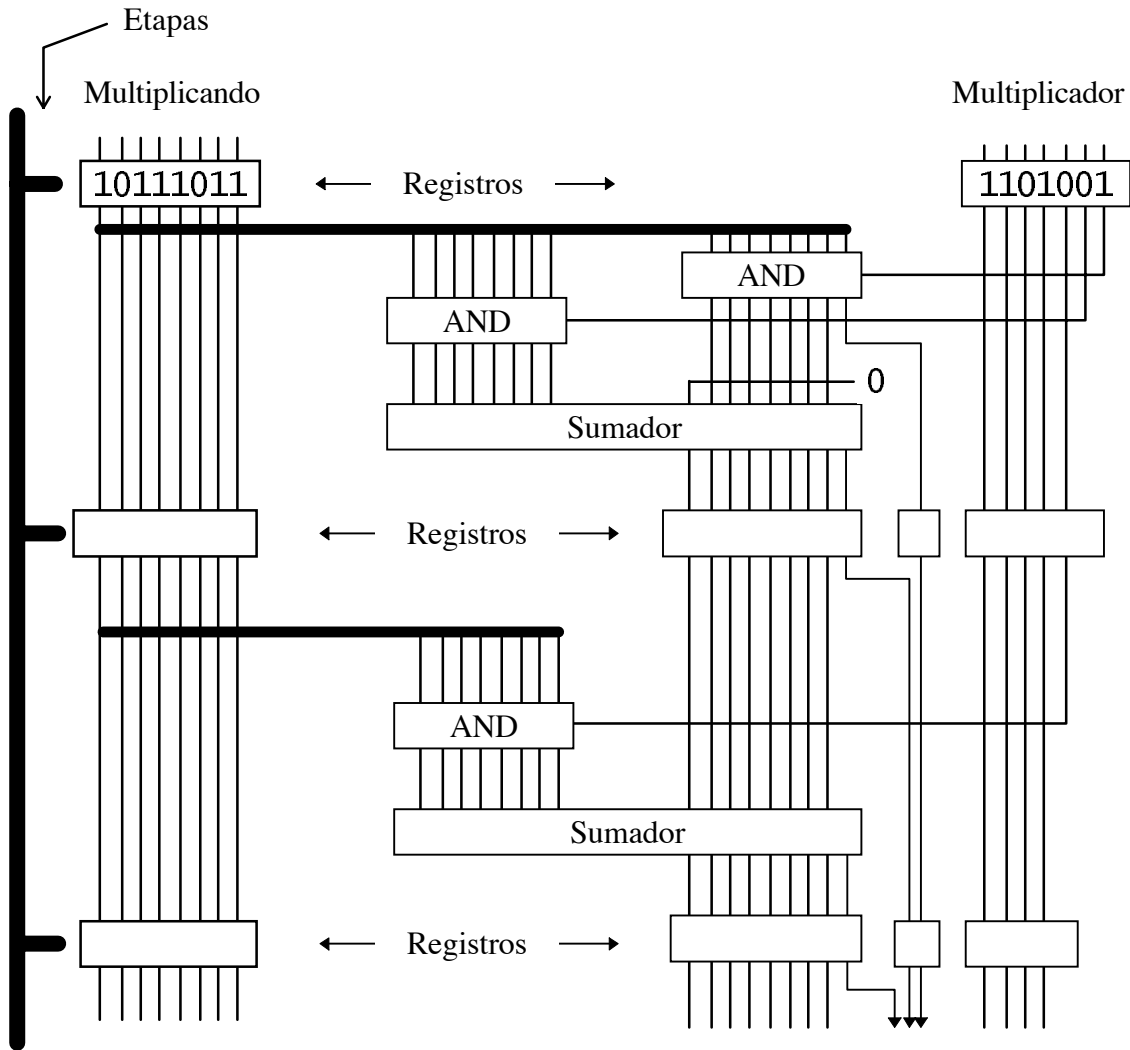 Etapas
Multiplicando
Multiplicador
10111011
Registros
1101001
AND
AND
0
Sumador
Registros
AND
Sumador
Registros